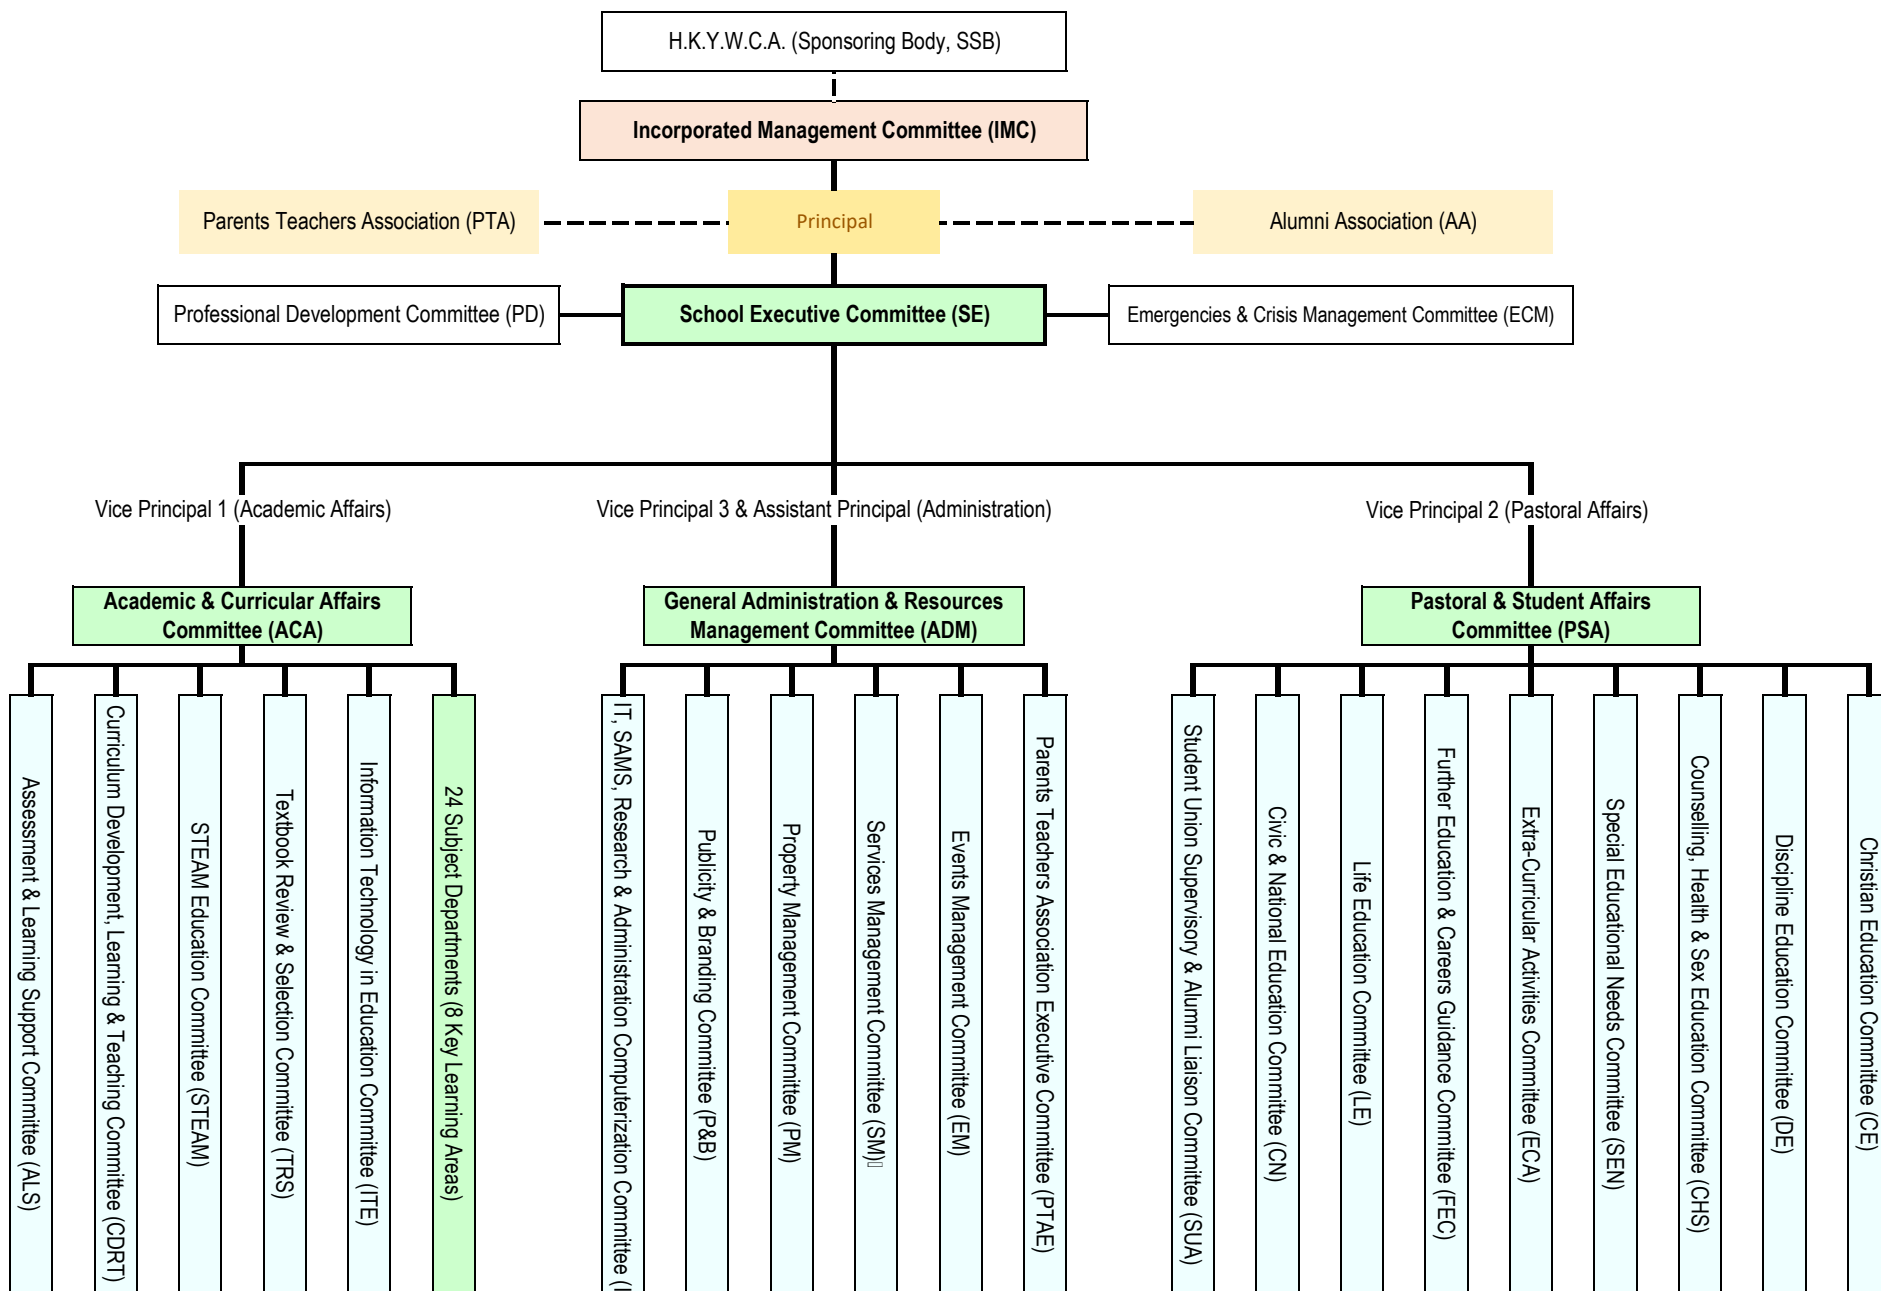 H.K.Y.W.C.A. (Sponsoring Body, SSB)
Incorporated Management Committee (IMC)
Parents Teachers Association (PTA)
Principal
Alumni Association (AA)
Professional Development Committee (PD)
School Executive Committee (SE)
Emergencies & Crisis Management Committee (ECM)
Vice Principal 1 (Academic Affairs)
Vice Principal 3 & Assistant Principal (Administration)
Vice Principal 2 (Pastoral Affairs)
Academic & Curricular Affairs
Committee (ACA)
General Administration & Resources
Management Committee (ADM)
Pastoral & Student Affairs
Committee (PSA)
Assessment & Learning Support Committee (ALS)
Curriculum Development, Learning & Teaching Committee (CDRT)
STEAM Education Committee (STEAM)
Textbook Review & Selection Committee (TRS)
Information Technology in Education Committee (ITE)
24 Subject Departments (8 Key Learning Areas)
IT, SAMS, Research & Administration Computerization Committee (
Publicity & Branding Committee (P&B)
Property Management Committee (PM)
Services Management Committee (SM)
Events Management Committee (EM)
Parents Teachers Association Executive Committee (PTAE)
Student Union Supervisory & Alumni Liaison Committee (SUA)
Civic & National Education Committee (CN)
Life Education Committee (LE)
Further Education & Careers Guidance Committee (FEC)
Extra-Curricular Activities Committee (ECA)
Special Educational Needs Committee (SEN)
Counselling, Health & Sex Education Committee (CHS)
Discipline Education Committee (DE)
Christian Education Committee (CE)